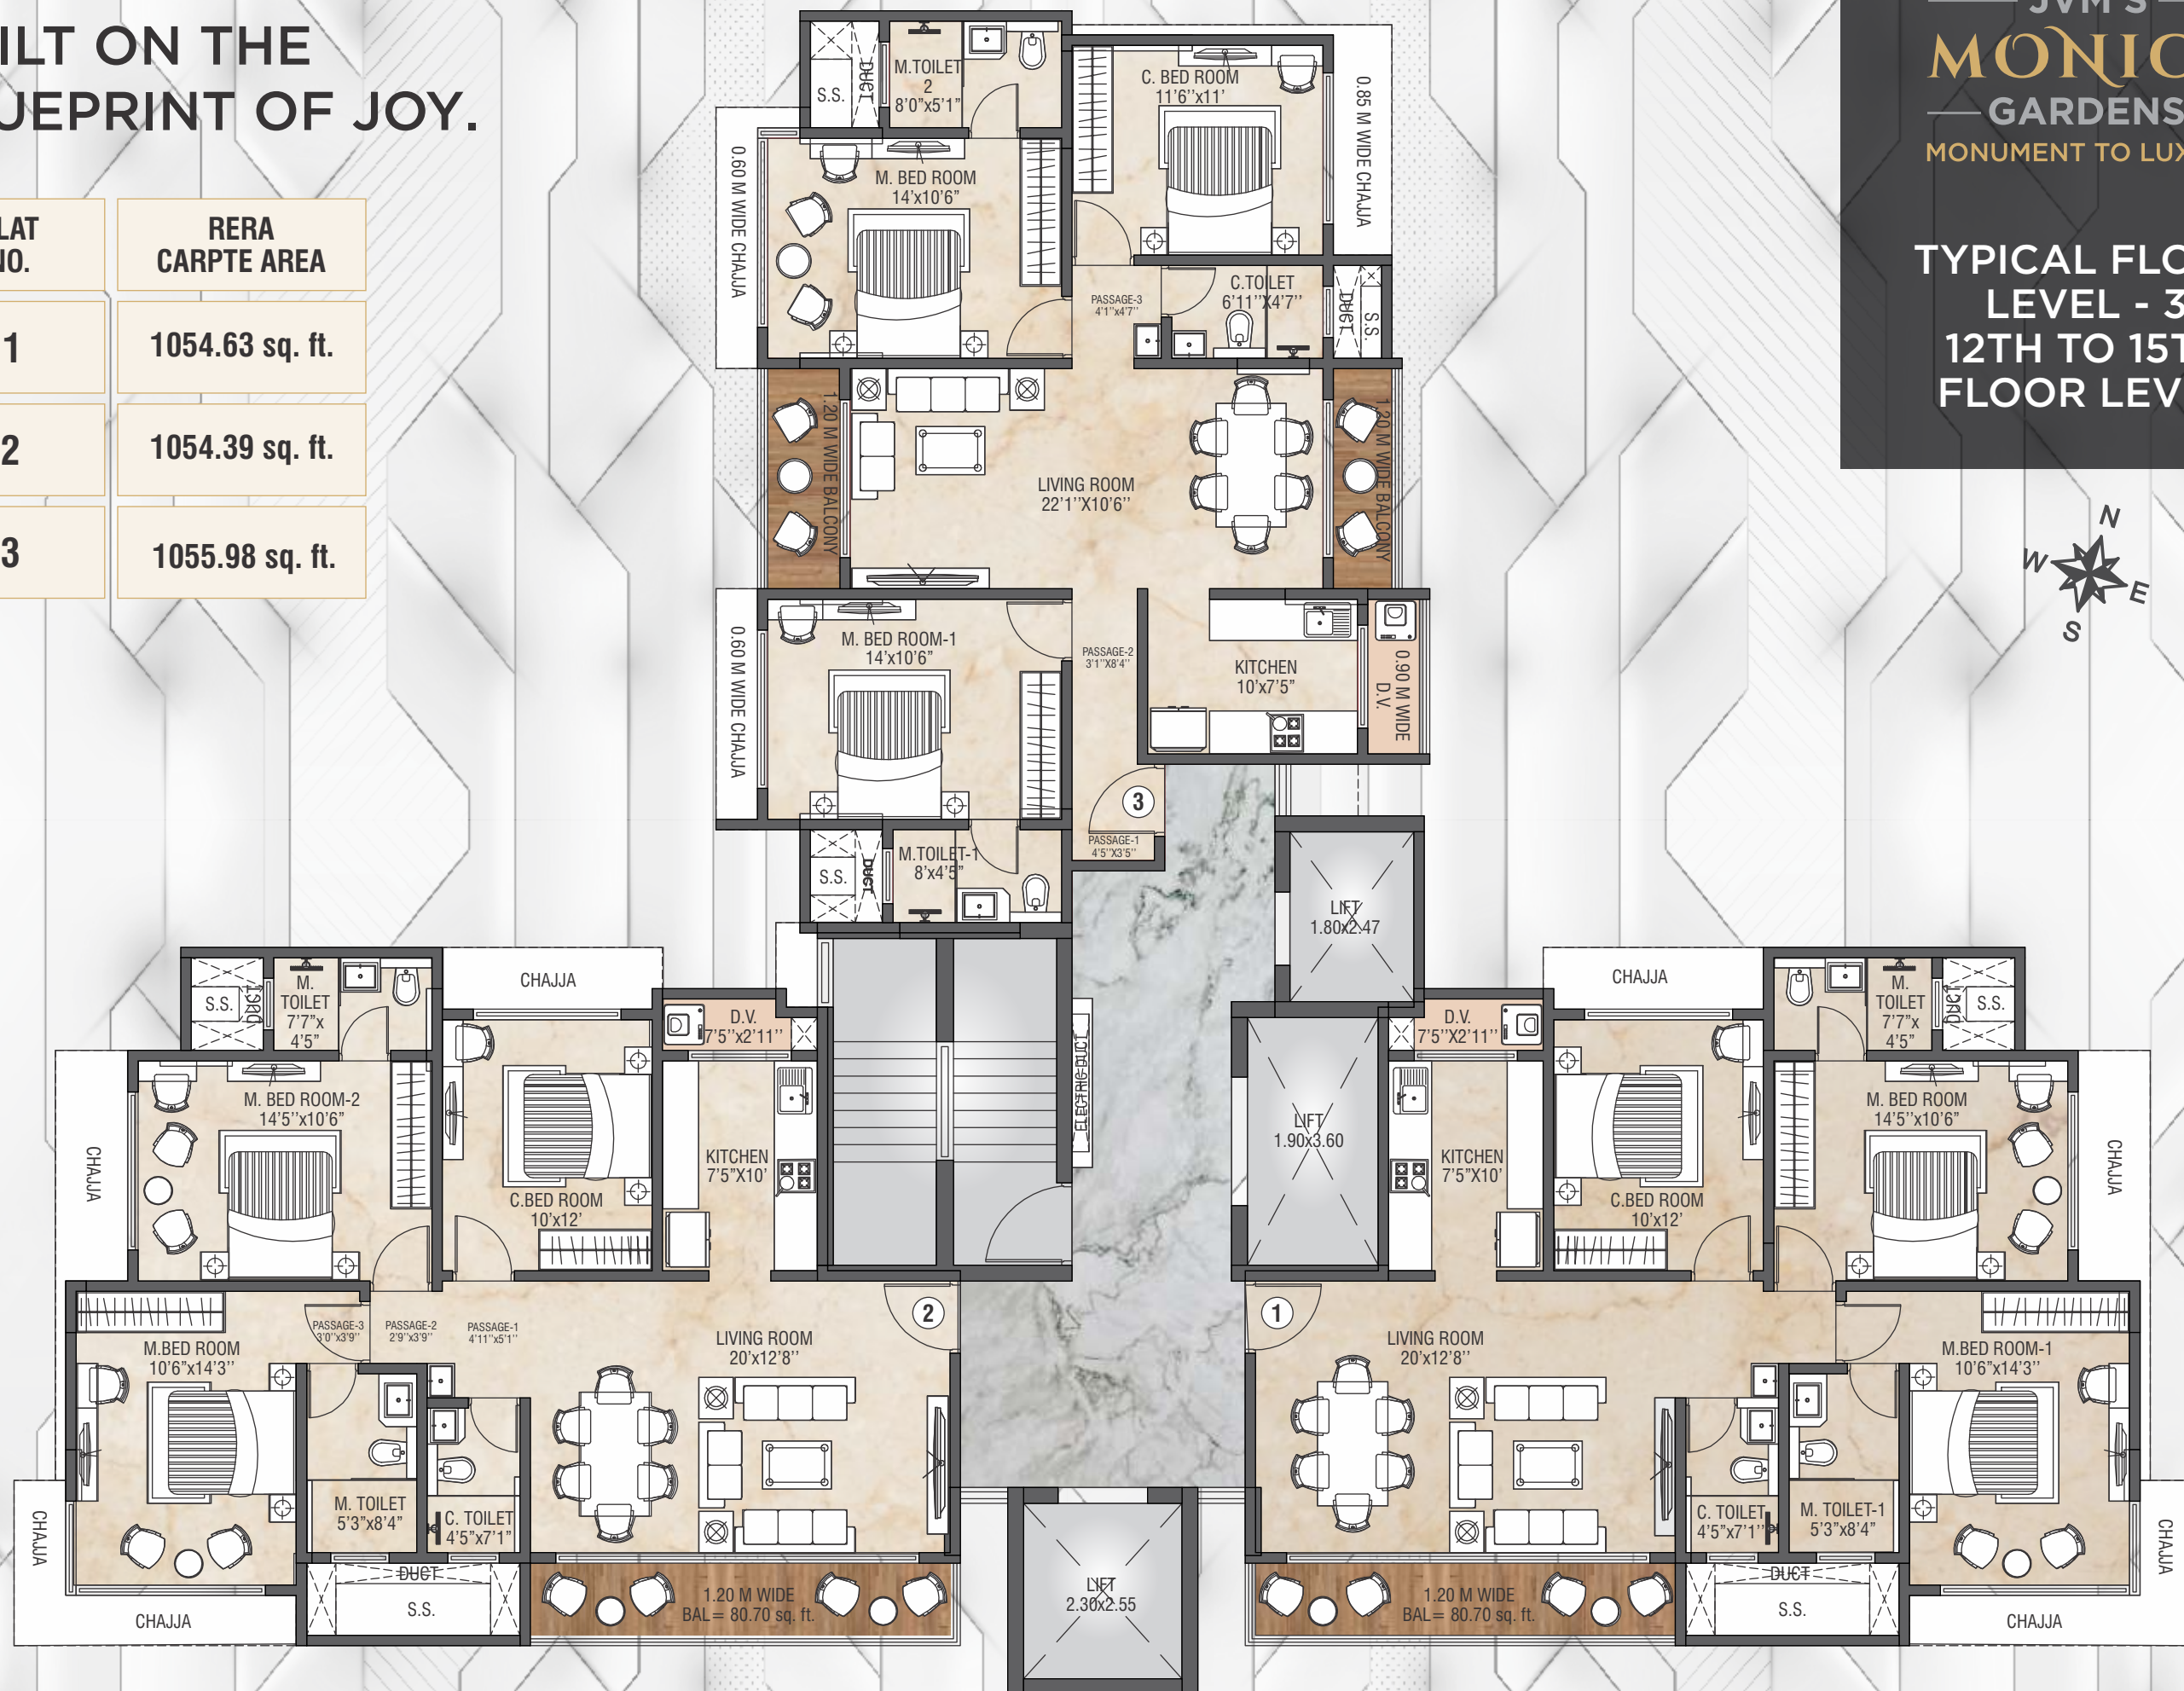 ILT ON THE
UEPRINT OF JOY.
LAT
NO.
RERA
CARPTE AREA
1
1054.63 sq. ft.
2
1054.39 sq. ft.
3
1055.98 sq. ft.
JVM'S
MONIC
GARDENS
MONUMENT TO LUX
TYPICAL FLO
LEVEL - 3
12TH TO 15T
FLOOR LEV
N
W
E
S
S.S.
DUCT
M.TOILET
2
8'0"x5'1"
C. BED ROOM
11'6''x11'
0.85 M WIDE CHAJJA
0.60 M WIDE CHAJJA
M. BED ROOM
14'x10'6"
PASSAGE-3
4'1''x4'7''
C.TOILET
6'11''X4'7''
DUCT
S.S.
1.20 M WIDE BALCONY
LIVING ROOM
22'1''X10'6''
1.20 M WIDE BALCONY
0.60 M WIDE CHAJJA
M. BED ROOM-1
14'x10'6"
PASSAGE-2
3'1''X8'4''
KITCHEN
10'x7'5"
0.90 M WIDE
D.V.
3
PASSAGE-1
4'5''X3'5''
S.S.
DUCT
M.TOILET-1
8'x4'5"
LIFT
1.80x2.47
CHAJJA
S.S.
DUCT
M.
TOILET
7'7"x
4'5"
D.V.
7'5''x2'11''
CHAJJA
M. BED ROOM-2
14'5''x10'6"
C.BED ROOM
10'x12'
KITCHEN
7'5"X10'
ELECTRIC DUCT
LIFT
1.90x3.60
D.V.
7'5''X2'11''
KITCHEN
7'5"X10'
CHAJJA
C.BED ROOM
10'x12'
M.
TOILET
7'7"x
4'5"
DUCT
S.S.
M. BED ROOM
14'5''x10'6"
CHAJJA
PASSAGE-3
3'0''x3'9''
PASSAGE-2
2'9'x3'9''
PASSAGE-1
4'11''x5'1''
M.BED ROOM
10'6"x14'3''
LIVING ROOM
20'x12'8''
2
1
LIVING ROOM
20'x12'8''
M.BED ROOM-1
10'6"x14'3''
CHAJJA
M. TOILET
5'3"x8'4"
C. TOILET
4'5"x7'1"
C. TOILET
4'5"x7'1"
M. TOILET-1
5'3"x8'4"
CHAJJA
CHAJJA
DUCT
S.S.
1.20 M WIDE
BAL= 80.70 sq. ft.
LIFT
2.30x2.55
1.20 M WIDE
BAL= 80.70 sq. ft.
DUCT
S.S.
CHAJJA